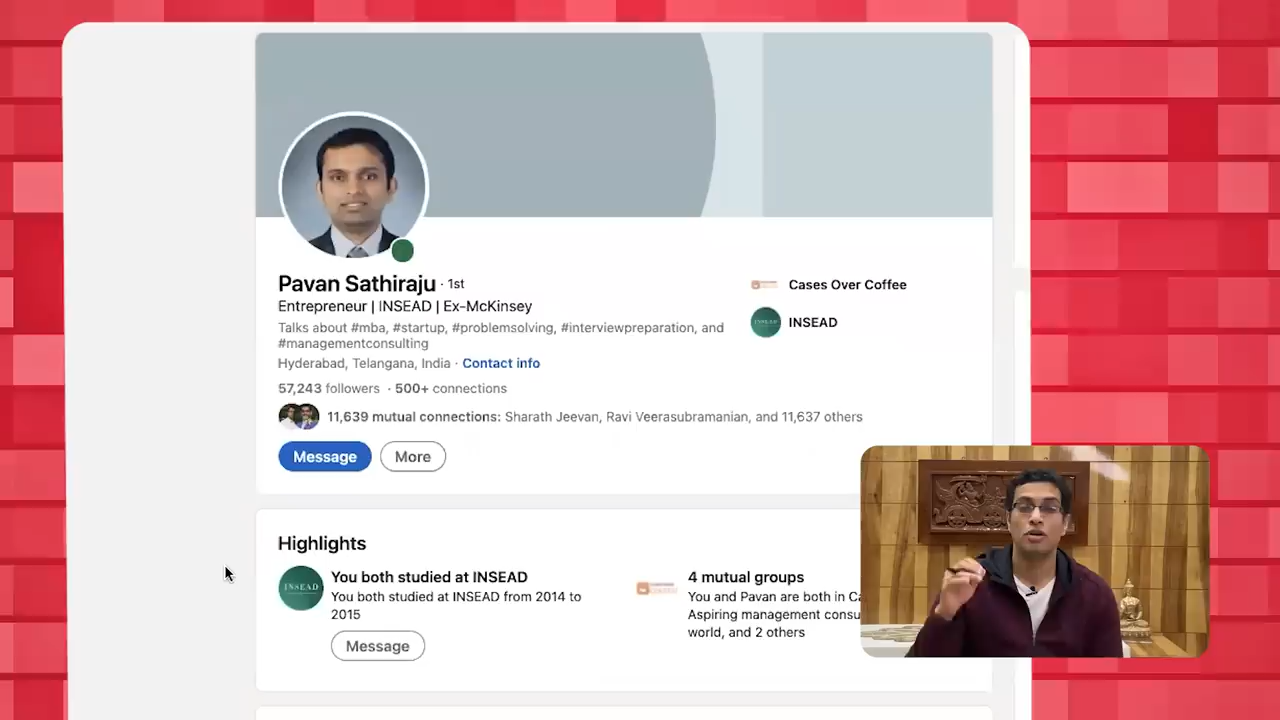 Pavan Sathiraju · 1st
Entrepreneur | INSEAD | Ex-McKinsey
Talks about #mba, #startup, #problemsolving, #interviewpreparation, and
#managementconsulting
Hyderabad, Telangana, India · Contact info
57,243 followers · 500+ connections
11,639 mutual connections: Sharath Jeevan, Ravi Veerasubramanian, and 11,637 others
Message
More
Cases Over Coffee
INSEAD
INSEAD
Highlights
INSEAD
You both studied at INSEAD
You both studied at INSEAD from 2014 to
2015
Message
4 mutual groups
You and Pavan are both in Ca
Aspiring management consu
world, and 2 others